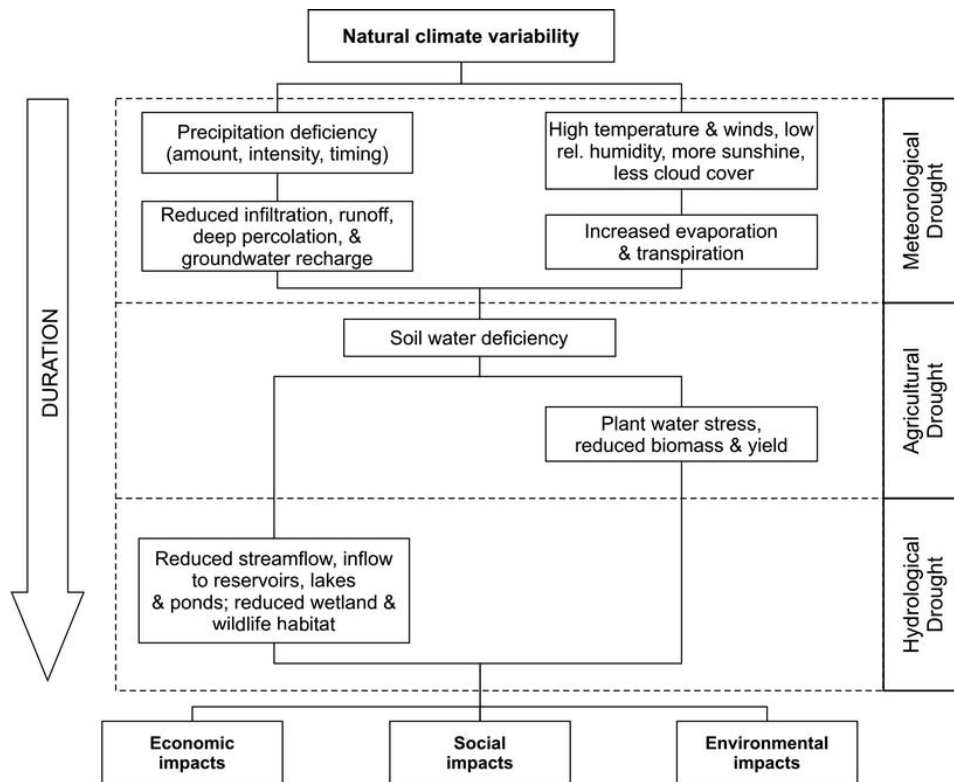 Natural climate variability
Precipitation deficiency
(amount, intensity, timing)
High temperature & winds, low
rel. humidity, more sunshine,
less cloud cover
Reduced infiltration, runoff,
deep percolation, &
groundwater recharge
Increased evaporation
& transpiration
Meteorological
Drought
DURATION
Soil water deficiency
Plant water stress,
reduced biomass & yield
Agricultural
Drought
Reduced streamflow, inflow
to reservoirs, lakes
& ponds; reduced wetland &
wildlife habitat
Hydrological
Drought
Economic
impacts
Social
impacts
Environmental
impacts